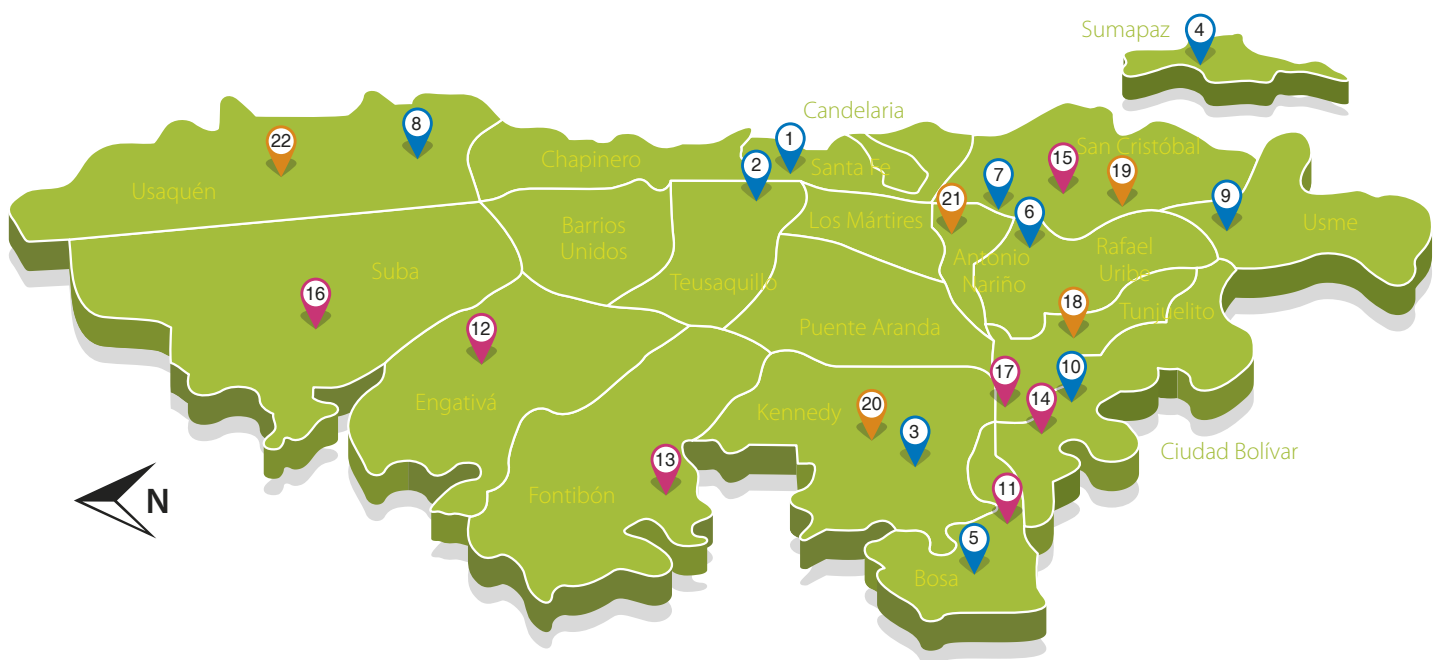 Sumapaz
4
Candelaria
22
8
1
Chapinero
2
Santa Fe
San Cristóbal
15
7
19
Usaquén
21
9
6
Los Mártires
Usme
Barrios
Unidos
Antonio
Nariño
Rafael
Uribe
Suba
Teusaquillo
16
18
Tunjuelito
12
Puente Aranda
17
10
Engativá
Kennedy
20
14
3
Ciudad Bolívar
13
11
Fontibón
N
5
Bosa